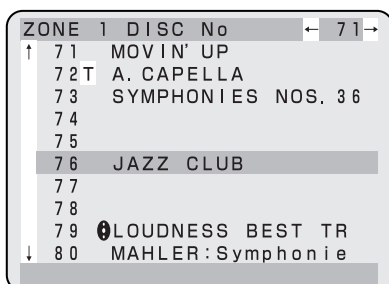 ZONE 1 DISC No ← 71→
↑ 71 MOVIN' UP
72 T A. CAPELLA
73 SYMPHONIES NOS. 36
74
75
76 JAZZ CLUB
77
78
79 LOUDNESS BEST TR
↓ 80 MAHLER:Symphonie